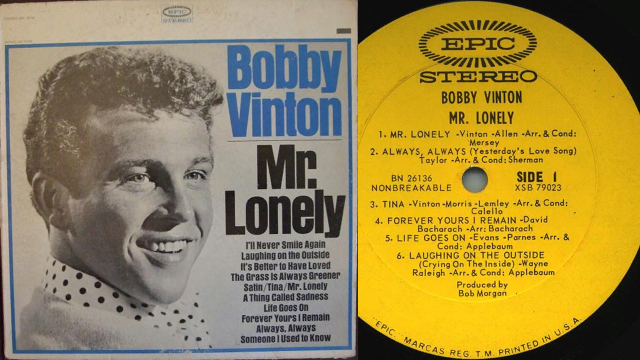 EPIC
Bobby
Vinton
Mr.
Lonely
I'll Never Smile Again
Laughing on the Outside
It's Better to Have Loved
The Grass Is Always Greener
Satin/Tina/Mr. Lonely
A Thing Called Sadness
Life Goes On
Forever Yours I Remain
Always, Always
Someone I Used to Know
EPIC
STEREO
BOBBY VINTON
MR. LONELY
1. MR. LONELY -Vinton -Allen -Arr. & Cond:
Mersey
2. ALWAYS, ALWAYS (Yesterday's Love Song)
Taylor -Arr. & Cond: Sherman
BN 26136
NONBREAKABLE
SIDE 1
XSB 79023
3. TINA -Vinton-Morris-Lemley -Arr. & Cond:
Calello
4. FOREVER YOURS I REMAIN -David
Bacharach -Arr: Bacharach
5. LIFE GOES ON -Evans -Parnes -Arr. &
Cond: Applebaum
6. LAUGHING ON THE OUTSIDE
(Crying On The Inside) -Wayne
Raleigh -Arr. & Cond: Applebaum
Produced by
Bob Morgan
"EPIC," MARCAS REG. T.M. PRINTED IN U.S.A.